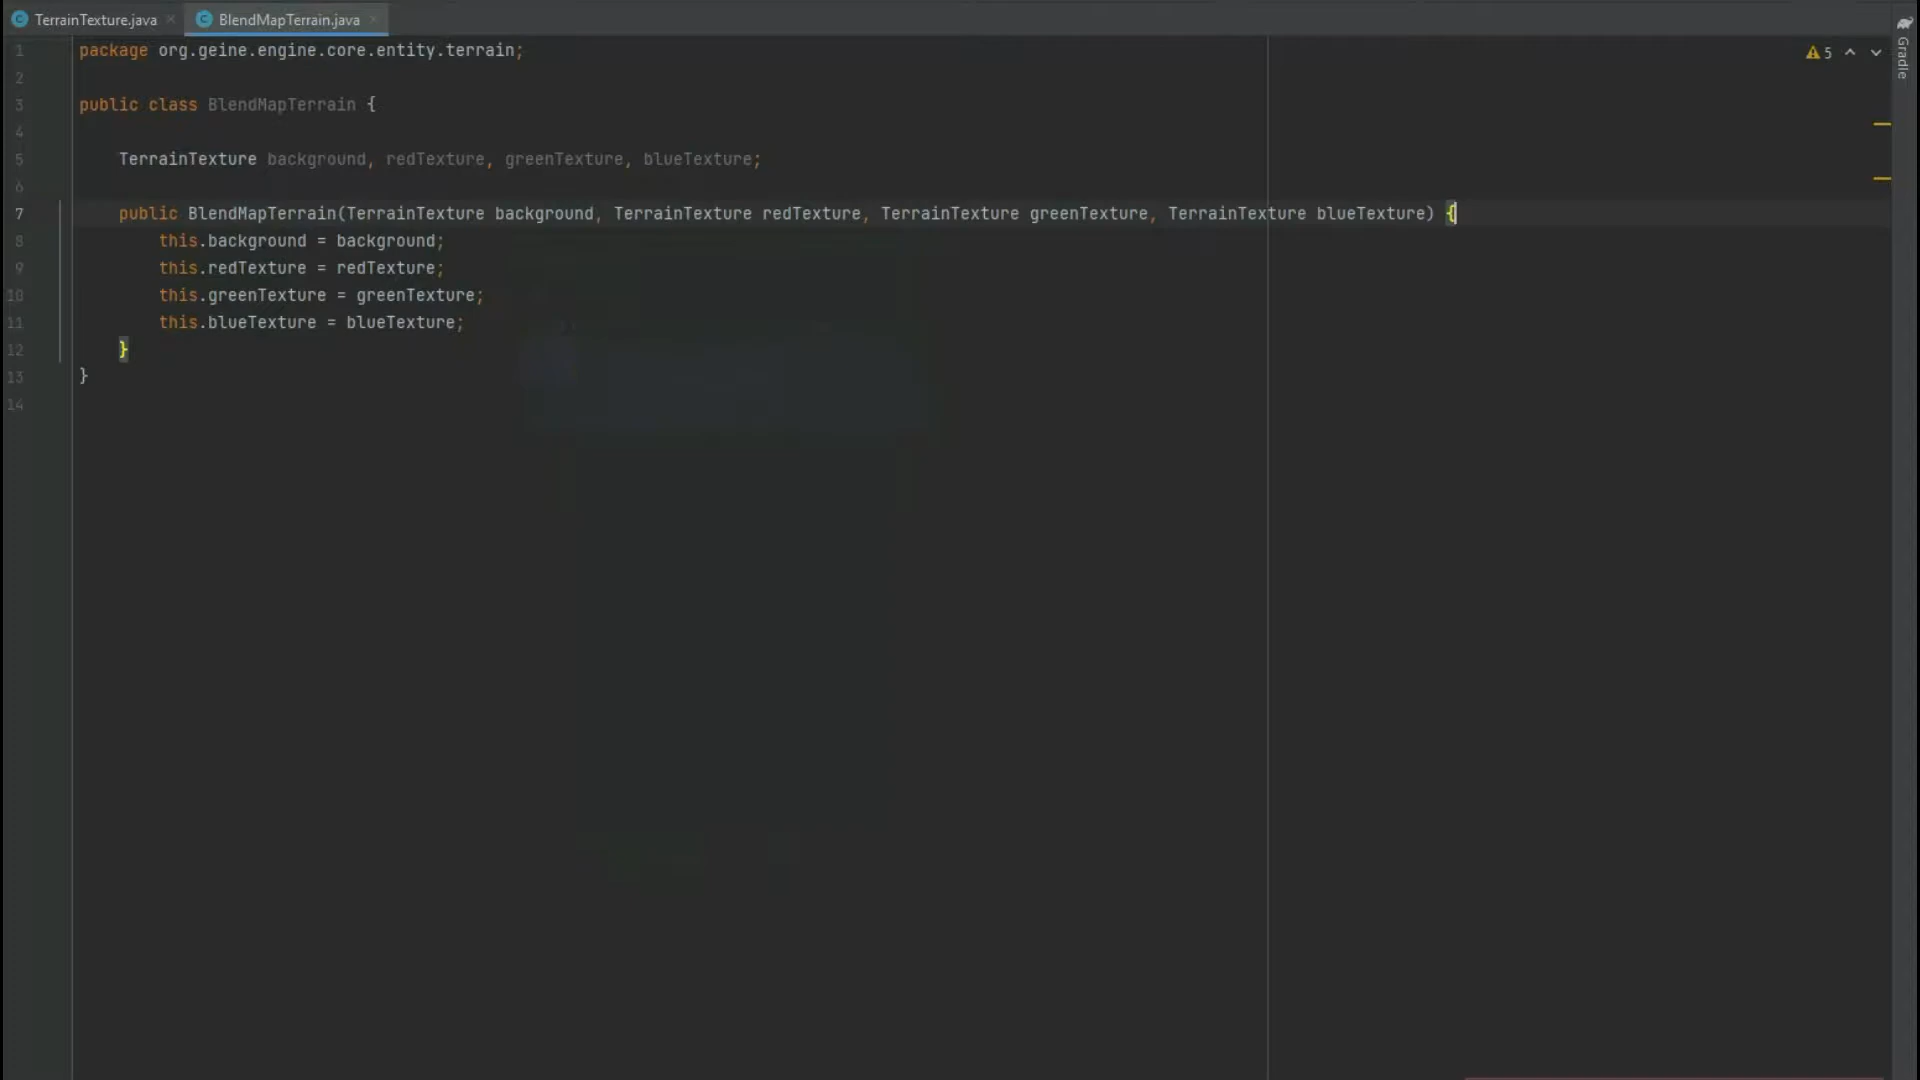 TerrainTexture.java BlendMapTerrain.java
5
Gradle
1 package org.geine.engine.core.entity.terrain;
2
3 public class BlendMapTerrain {
4
5 TerrainTexture background, redTexture, greenTexture, blueTexture;
6
7 public BlendMapTerrain(TerrainTexture background, TerrainTexture redTexture, TerrainTexture greenTexture, TerrainTexture blueTexture) {
8 this.background = background;
9 this.redTexture = redTexture;
10 this.greenTexture = greenTexture;
11 this.blueTexture = blueTexture;
12 }
13 }
14